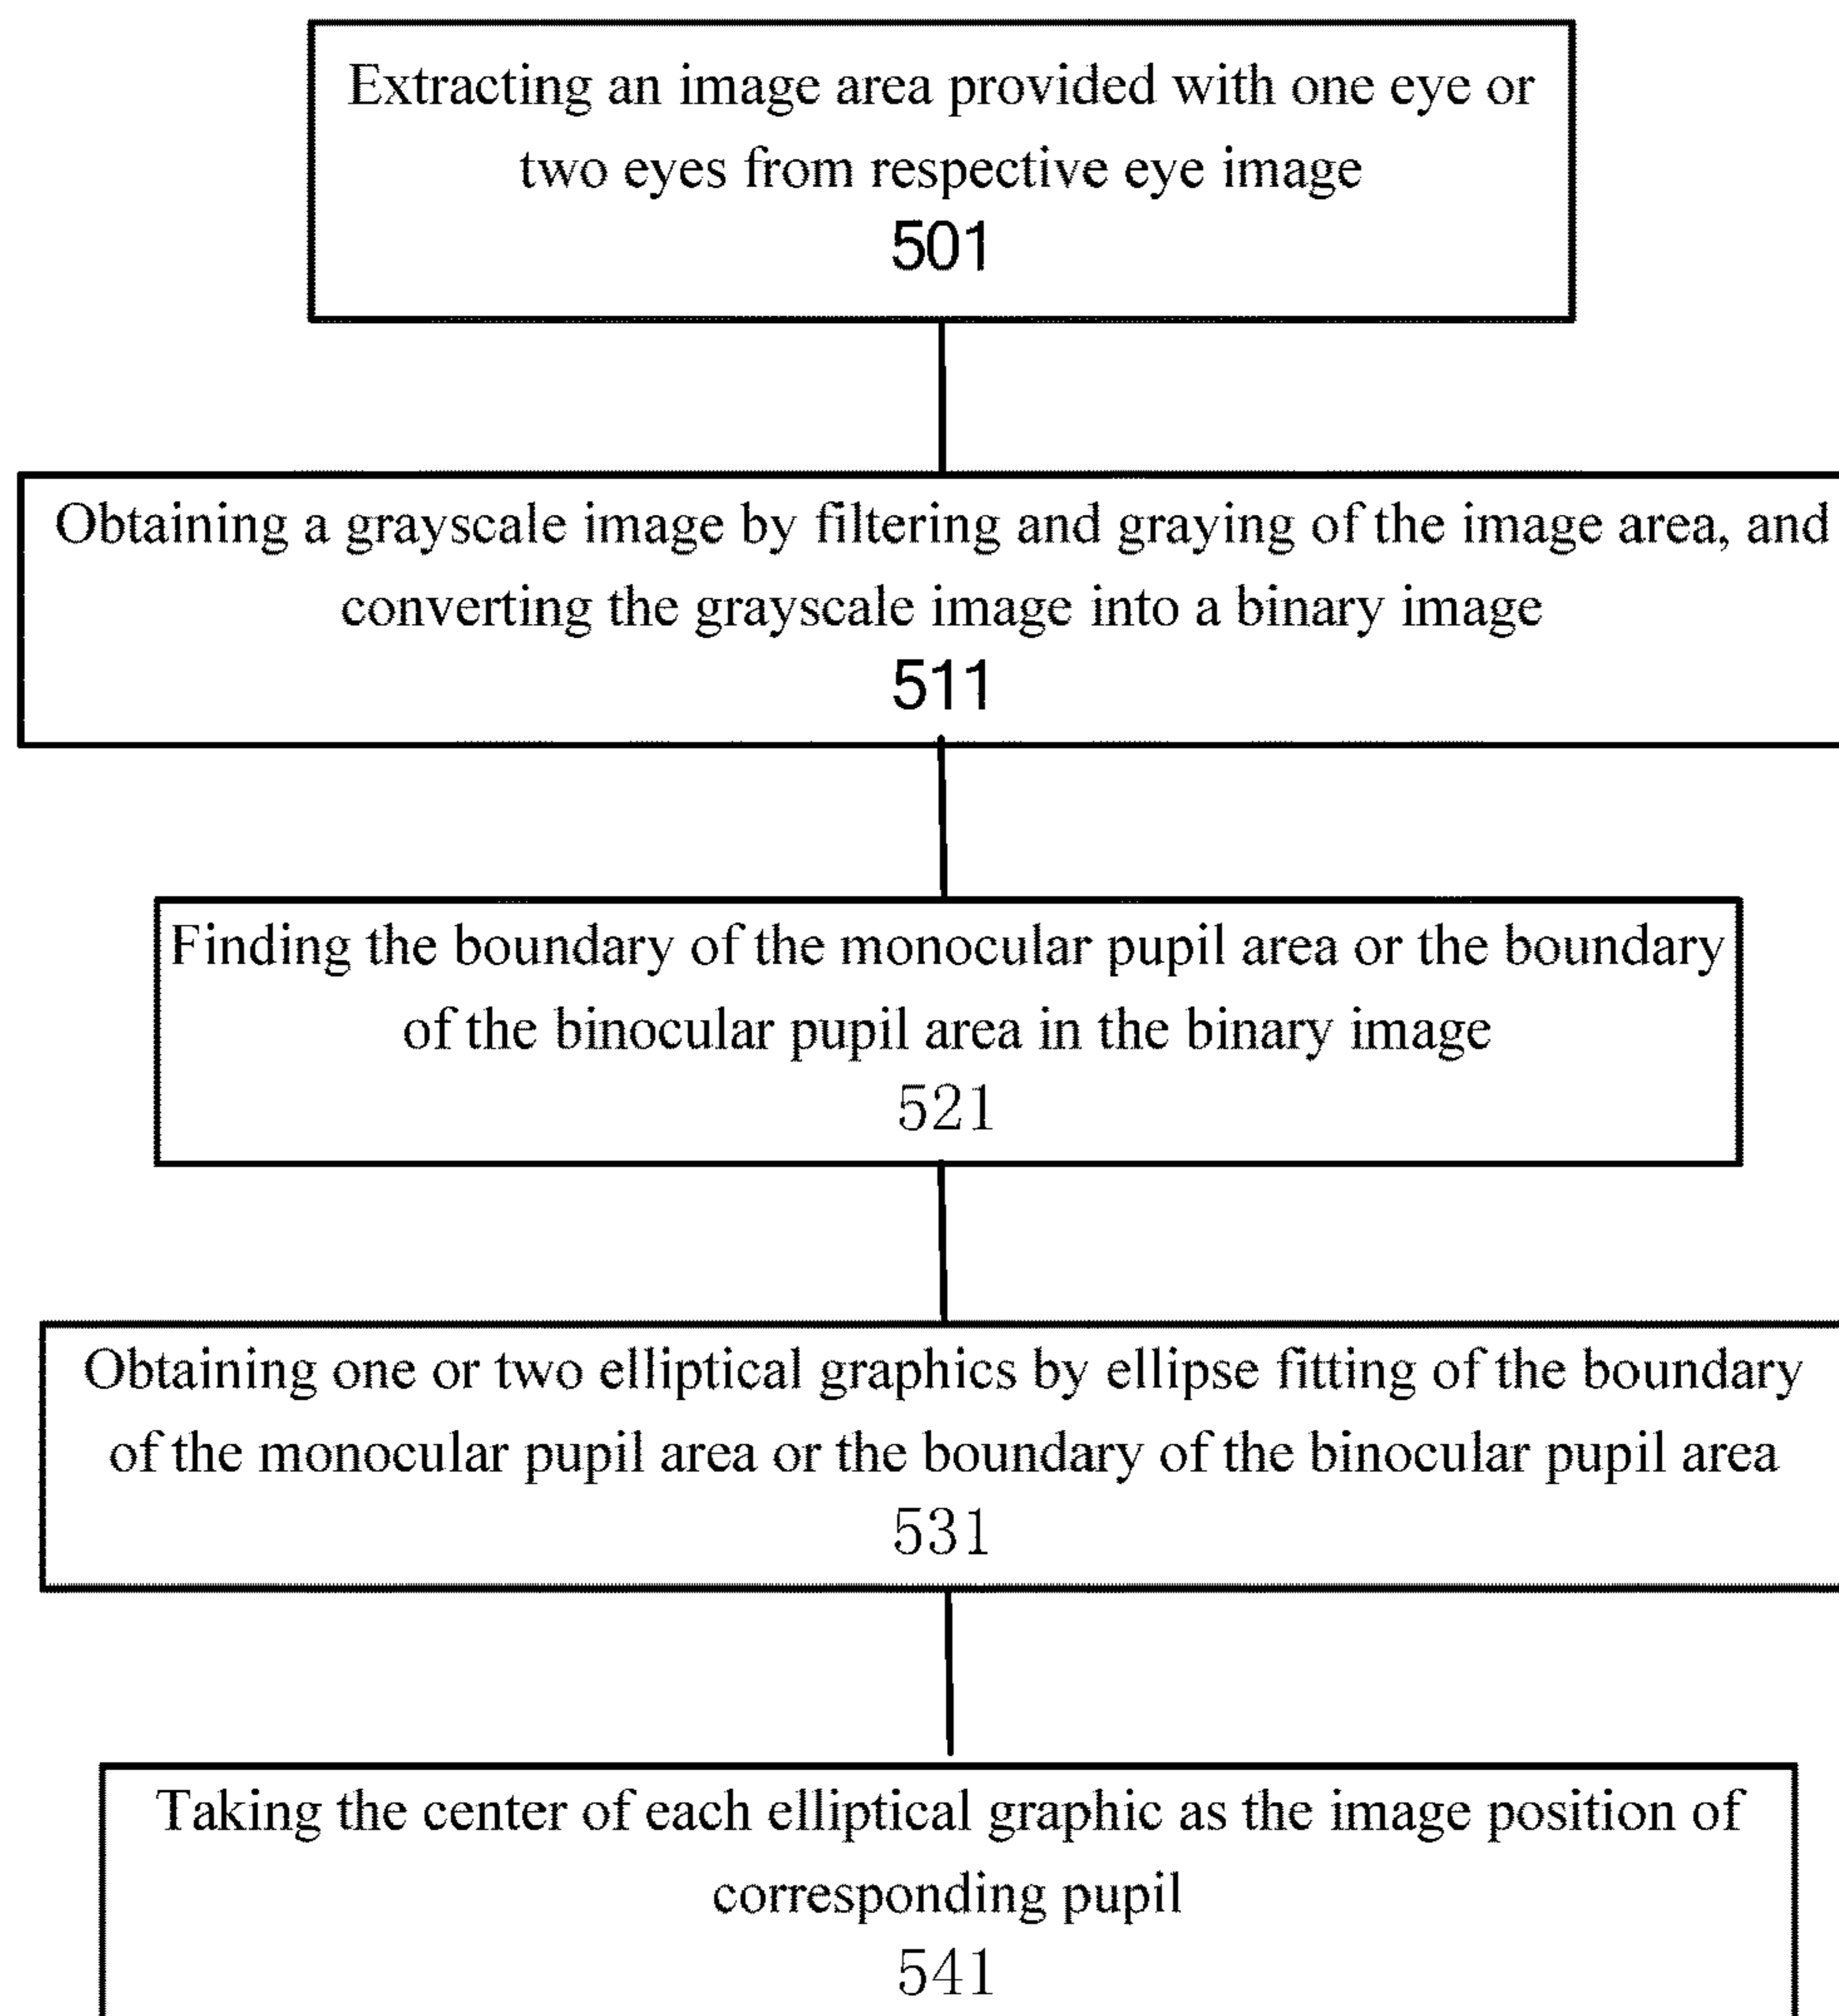 Extracting an image area provided with one eye or
two eyes from respective eye image
501
Obtaining a grayscale image by filtering and graying of the image area, and
converting the grayscale image into a binary image
511
Finding the boundary of the monocular pupil area or the boundary
of the binocular pupil area in the binary image
521
Obtaining one or two elliptical graphics by ellipse fitting of the boundary
of the monocular pupil area or the boundary of the binocular pupil area
531
Taking the center of each elliptical graphic as the image position of
corresponding pupil
541